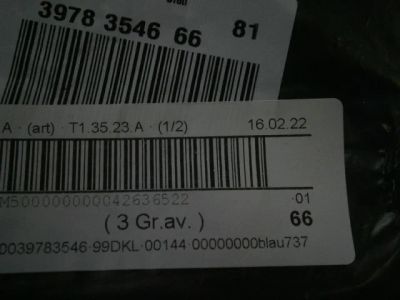 3978 3546 66 81
A · (art) · T1.35.23.A · (1/2) 16.02.22
M50000000000042636522 ·01
( 3 Gr.av. ) 66
0039783546·99DKL·00144·00000000blau737